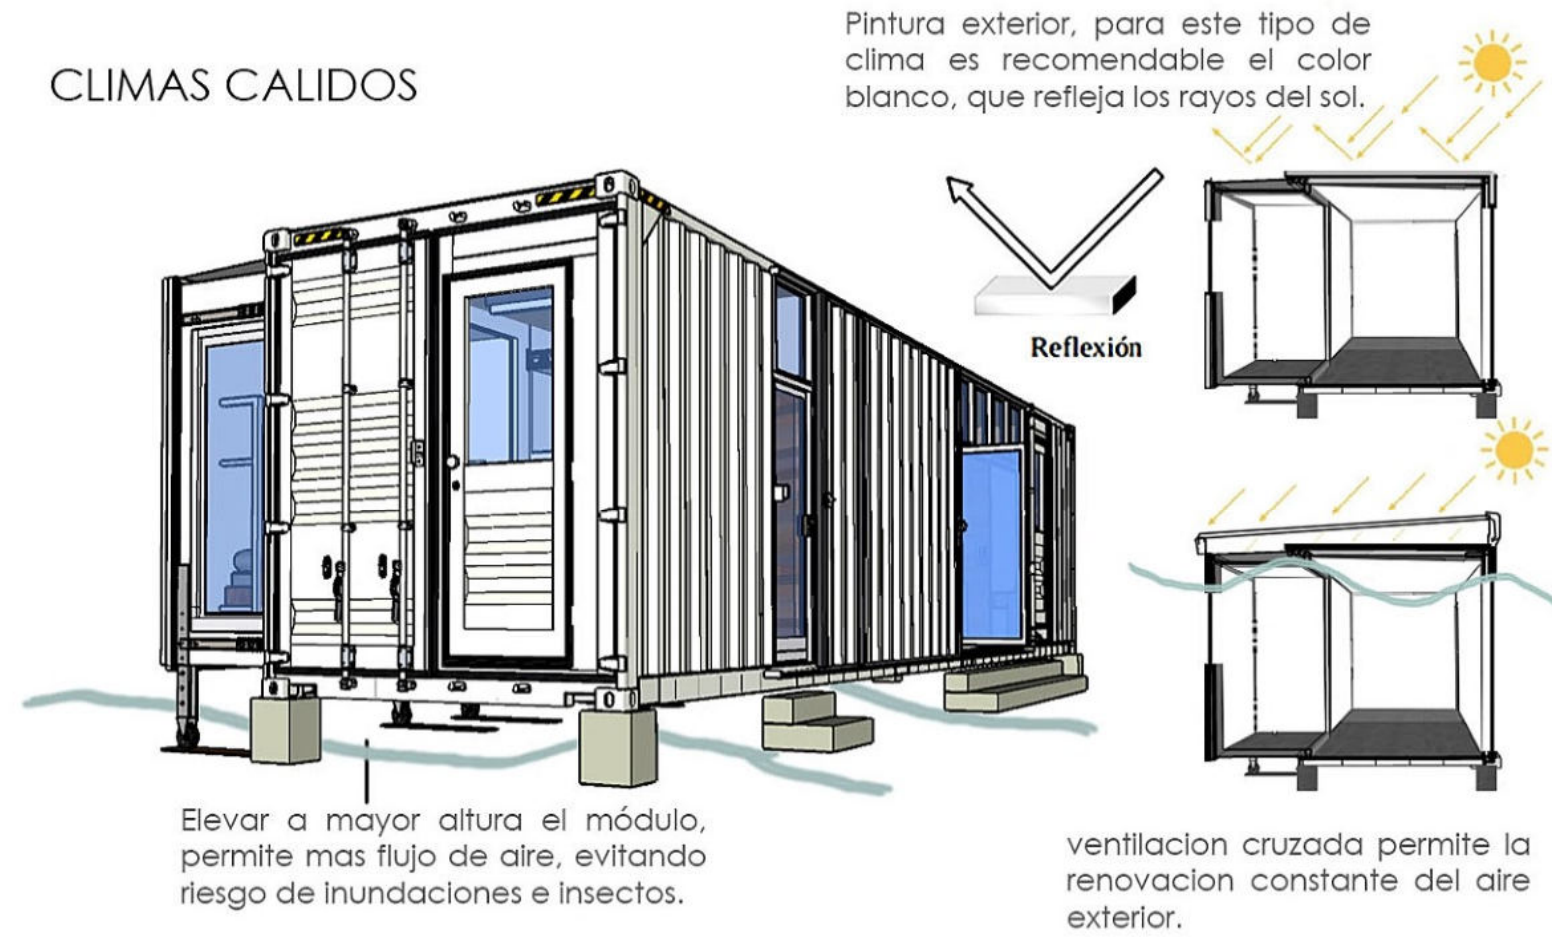 CLIMAS CALIDOS
Pintura exterior, para este tipo de
clima es recomendable el color
blanco, que refleja los rayos del sol.
Reflexión
Elevar a mayor altura el módulo,
permite mas flujo de aire, evitando
riesgo de inundaciones e insectos.
ventilacion cruzada permite la
renovacion constante del aire
exterior.